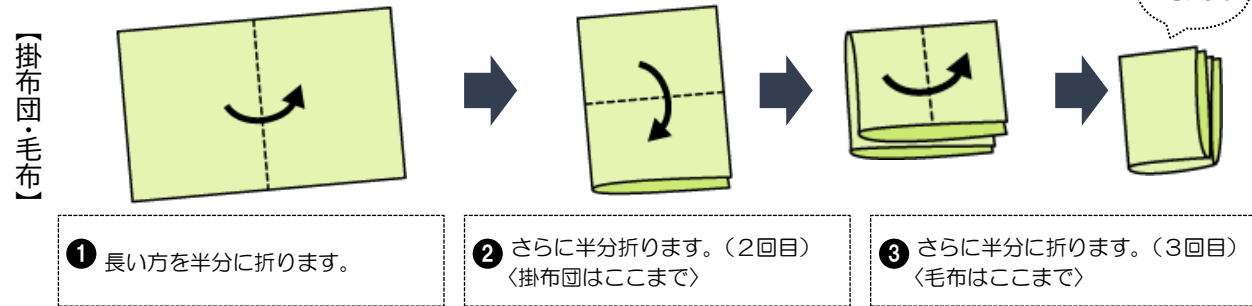 【掛布団・毛布】
❶ 長い方を半分に折ります。
❷ さらに半分折ります。（２回目）
〈掛布団はここまで〉
❸ さらに半分に折ります。（３回目）
〈毛布はここまで〉